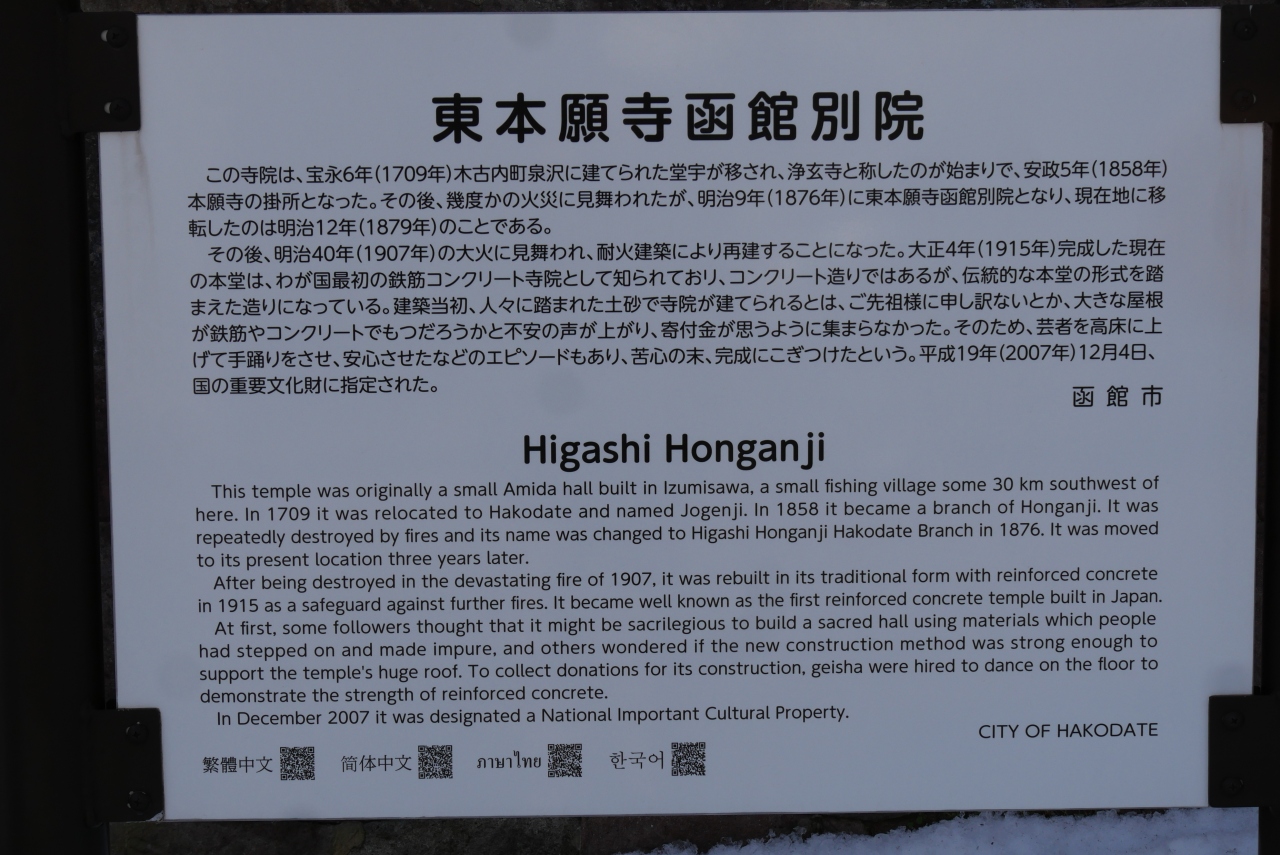 東本願寺函館別院
この寺院は、宝永6年(1709年)木古内町泉沢に建てられた堂宇が移され、浄玄寺と称したのが始まりで、安政5年(1858年)
本願寺の掛所となった。その後、幾度かの火災に見舞われたが、明治9年(1876年)に東本願寺函館別院となり、現在地に移
転したのは明治12年(1879年)のことである。
その後、明治40年(1907年)の大火に見舞われ、耐火建築により再建することになった。大正4年(1915年)完成した現在
の本堂は、わが国最初の鉄筋コンクリート寺院として知られており、コンクリート造りではあるが、伝統的な本堂の形式を踏
まえた造りになっている。建築当初、人々に踏まれた土砂で寺院が建てられるとは、ご先祖様に申し訳ないとか、大きな屋根
が鉄筋やコンクリートでもつだろうかと不安の声が上がり、寄付金が思うように集まらなかった。そのため、芸者を高床に上
げて手踊りをさせ、安心させたなどのエピソードもあり、苦心の末、完成にこぎつけたという。平成19年(2007年)12月4日、
国の重要文化財に指定された。
函館市
Higashi Honganji
This temple was originally a small Amida hall built in Izumisawa, a small fishing village some 30 km southwest of
here. In 1709 it was relocated to Hakodate and named Jogenji. In 1858 it became a branch of Honganji. It was
repeatedly destroyed by fires and its name was changed to Higashi Honganji Hakodate Branch in 1876. It was moved
to its present location three years later.
After being destroyed in the devastating fire of 1907, it was rebuilt in its traditional form with reinforced concrete
in 1915 as a safeguard against further fires. It became well known as the first reinforced concrete temple built in Japan.
At first, some followers thought that it might be sacrilegious to build a sacred hall using materials which people
had stepped on and made impure, and others wondered if the new construction method was strong enough to
support the temple's huge roof. To collect donations for its construction, geisha were hired to dance on the floor to
demonstrate the strength of reinforced concrete.
In December 2007 it was designated a National Important Cultural Property.
CITY OF HAKODATE
繁體中文 简体中文 ภาษาไทย 한국어